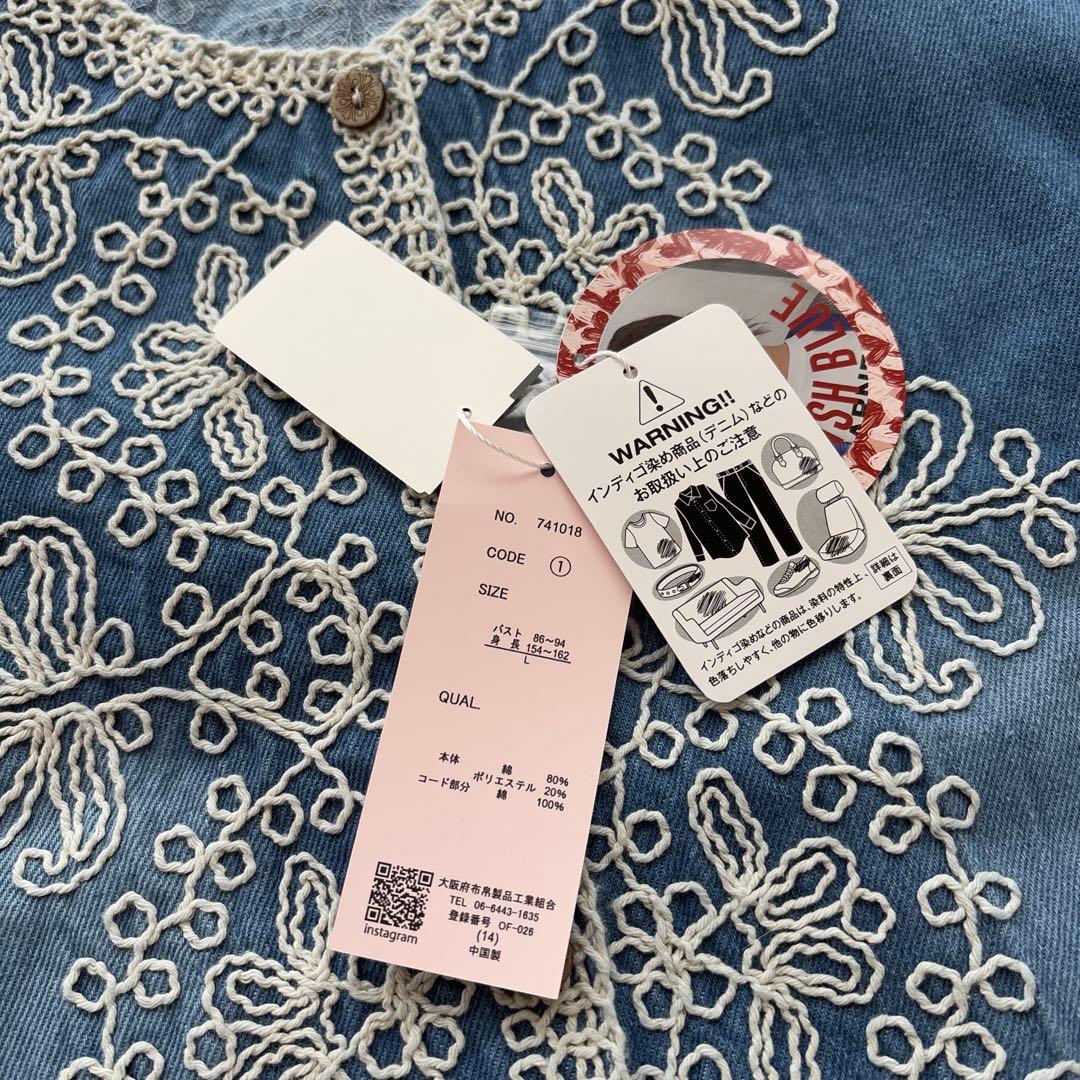 NO. 741018
CODE ①
SIZE
バスト 86~94
身長 154~162
L
QUAL.
本体 綿 80%
ポリエステル 20%
コード部分 綿 100%
instagram
大阪府布帛製品工業組合
TEL 06-6443-1635
登録番号 OF-026
(14)
中国製
WARNING!!
インディゴ染め商品(デニム)などの
お取扱い上のご注意
詳細は
裏面
インディゴ染めなどの商品は、染料の特性上、
色落ちしやすく、他の物に色移りします。
SH BLUE